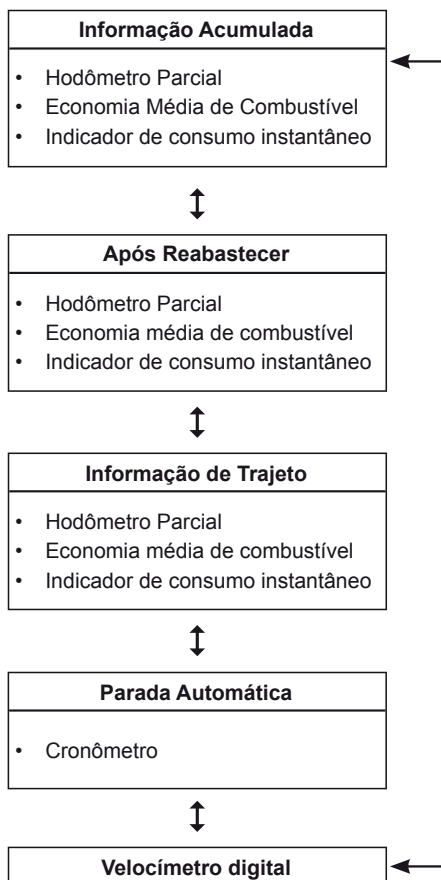 Informação Acumulada
• Hodômetro Parcial
• Economia Média de Combustível
• Indicador de consumo instantâneo
Após Reabastecer
• Hodômetro Parcial
• Economia média de combustível
• Indicador de consumo instantâneo
Informação de Trajeto
• Hodômetro Parcial
• Economia média de combustível
• Indicador de consumo instantâneo
Parada Automática
• Cronômetro
Velocímetro digital